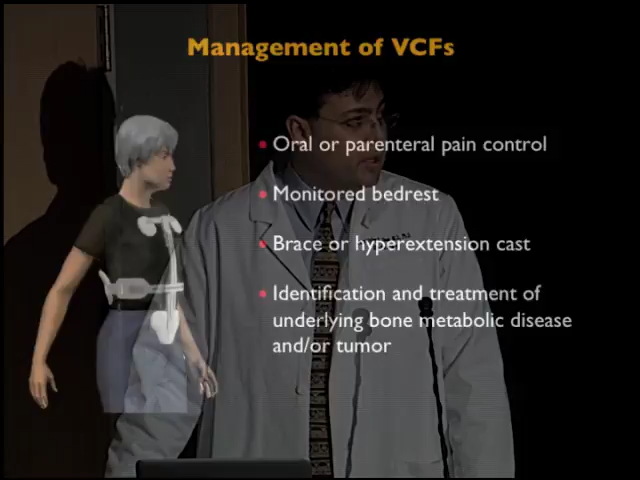 Management of VCFs
• Oral or parenteral pain control
• Monitored bedrest
• Brace or hyperextension cast
• Identification and treatment of
underlying bone metabolic disease
and/or tumor